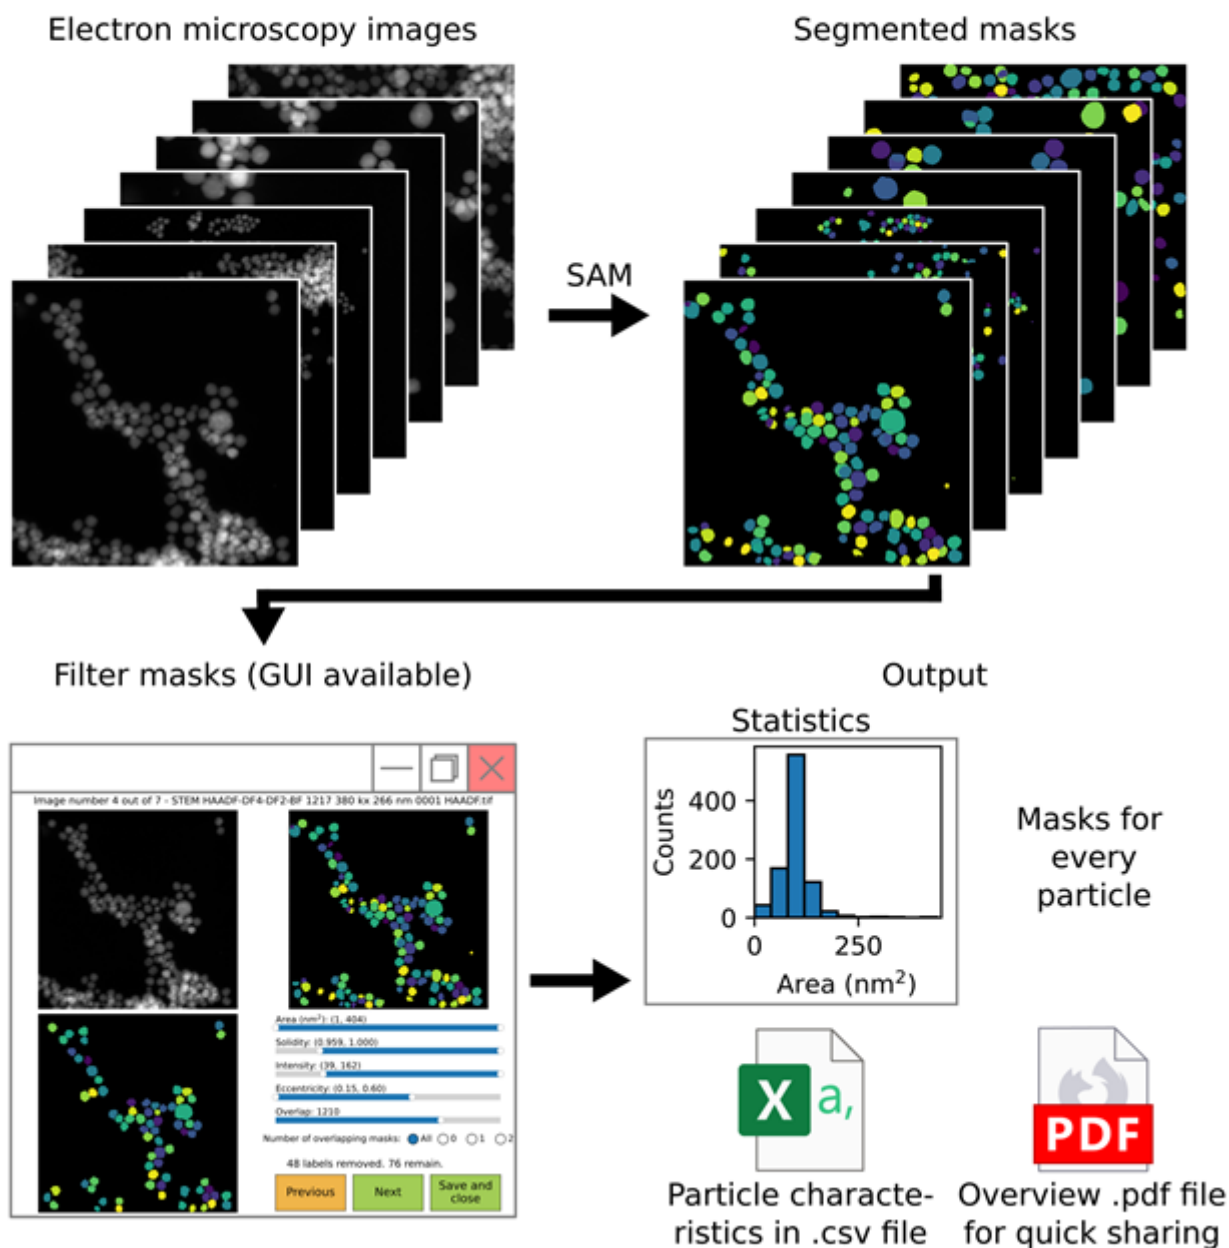 Electron microscopy images
Segmented masks
SAM
Filter masks (GUI available)
Image number 4 out of 7 - STEM HAADF-DF4-DF2-BF 1217 380 kx 266 nm 0001 HAADF.tif
Area (nm²): (1, 404)
Solidity: (0.959, 1.000)
Intensity: (39, 162)
Eccentricity: (0.15, 0.60)
Overlap: 1210
Number of overlapping masks: All 0 1 2
48 labels removed. 76 remain.
Previous
Next
Save and
close
Output
Statistics
Counts
400
200
0
0
250
Area (nm²)
Masks for
every
particle
X a,
Particle characte-
ristics in .csv file
PDF
Overview .pdf file
for quick sharing